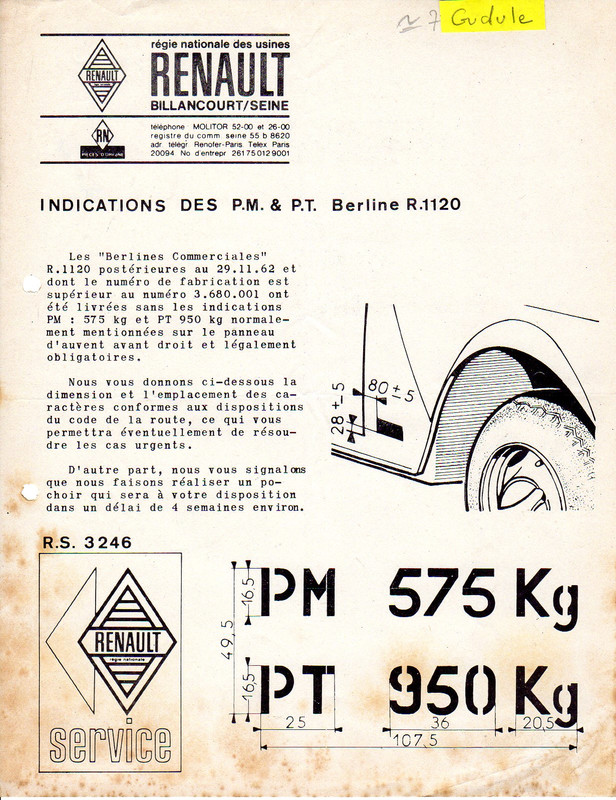 ~ 7 Gudule
régie nationale des usines
RENAULT
BILLANCOURT/SEINE
RENAULT
RN
PIECES D'ORIGINE
téléphone MOLITOR 52-00 et 26-00
registre du comm. seine 55 b 8620
adr. télégr Renofer-Paris Telex Paris
20094 No d'entrepr 261750129001
INDICATIONS DES P.M. & P.T. Berline R.1120
Les "Berlines Commerciales"
R.1120 postérieures au 29.11.62 et
dont le numéro de fabrication est
supérieur au numéro 3.680.001 ont
été livrées sans les indications
PM : 575 kg et PT 950 kg normale-
ment mentionnées sur le panneau
d'auvent avant droit et légalement
obligatoires.
Nous vous donnons ci-dessous la
dimension et l'emplacement des ca-
ractères conformes aux dispositions
du code de la route, ce qui vous
permettra éventuellement de résou-
dre les cas urgents.
D'autre part, nous vous signalons
que nous faisons réaliser un po-
choir qui sera à votre disposition
dans un délai de 4 semaines environ.
80 ± 5
28 ± 5
R.S. 3246
RENAULT
régie nationale
service
PM 575 Kg
PT 950 Kg
16,5
49,5
16,5
25
36
20,5
107,5